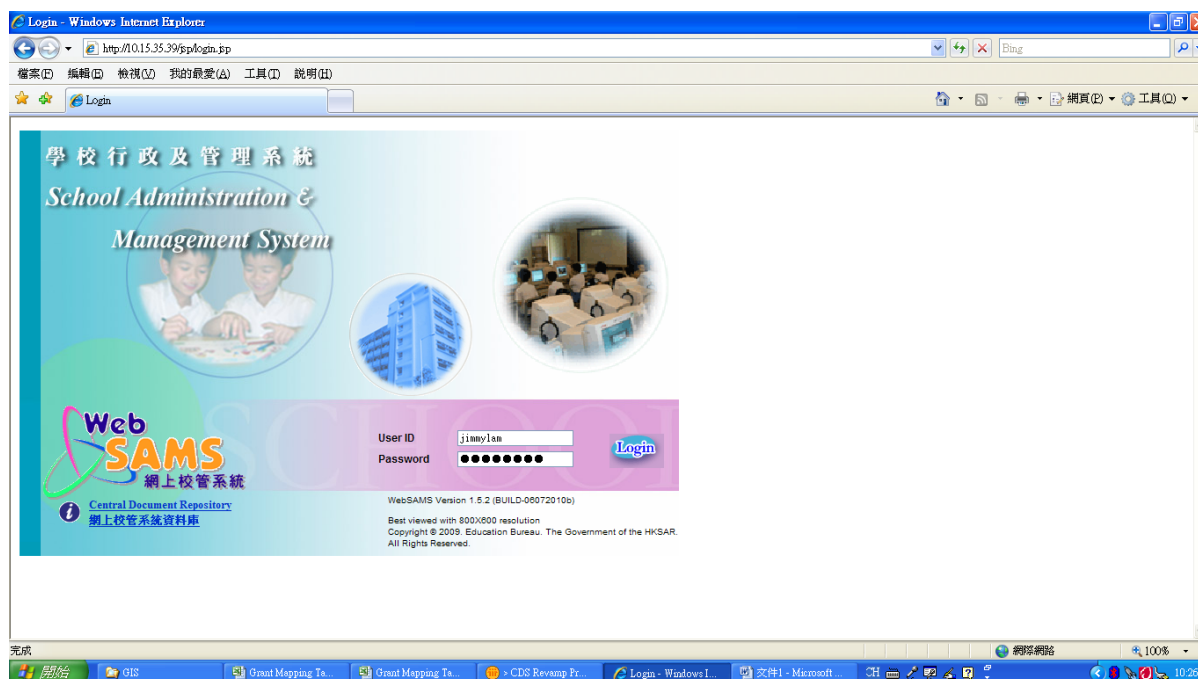 Login - Windows Internet Explorer
http://10.15.35.39/jsp/login.jsp
Bing
檔案(F) 編輯(E) 檢視(V) 我的最愛(A) 工具(T) 說明(H)
Login
網頁(P) 工具(O)
學校行政及管理系統
School Administration &
Management System
SCHOOL
Web
SAMS
網上校管系統
User ID jimmylam
Password ●●●●●●●●
Login
Central Document Repository
網上校管系統資料庫
WebSAMS Version 1.5.2 (BUILD-06072010b)
Best viewed with 800X600 resolution
Copyright © 2009. Education Bureau. The Government of the HKSAR.
All Rights Reserved.
完成 網際網路 100%
開始 GIS Grant Mapping Ta... Grant Mapping Ta... > CDS Revamp Pr... Login - Windows I... 文件1 - Microsoft ... CH 10:26